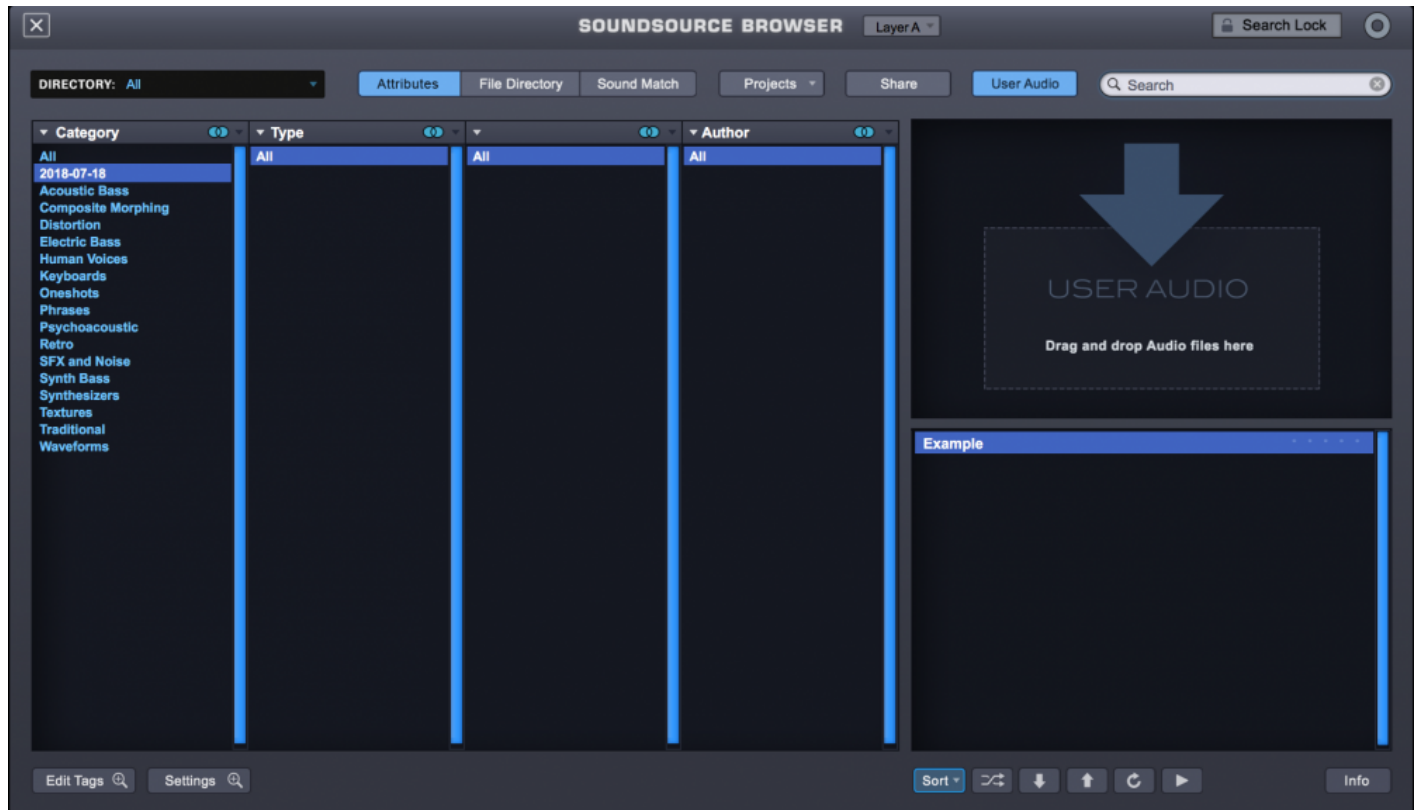 SOUNDSOURCE BROWSER Layer A Search Lock
DIRECTORY: All Attributes File Directory Sound Match Projects Share User Audio Search
Category Type Author
All All All All
2018-07-18
Acoustic Bass
Composite Morphing
Distortion
Electric Bass
Human Voices
Keyboards
Oneshots
Phrases
Psychoacoustic
Retro
SFX and Noise
Synth Bass
Synthesizers
Textures
Traditional
Waveforms
USER AUDIO
Drag and drop Audio files here
Example
Edit Tags Settings Sort Info